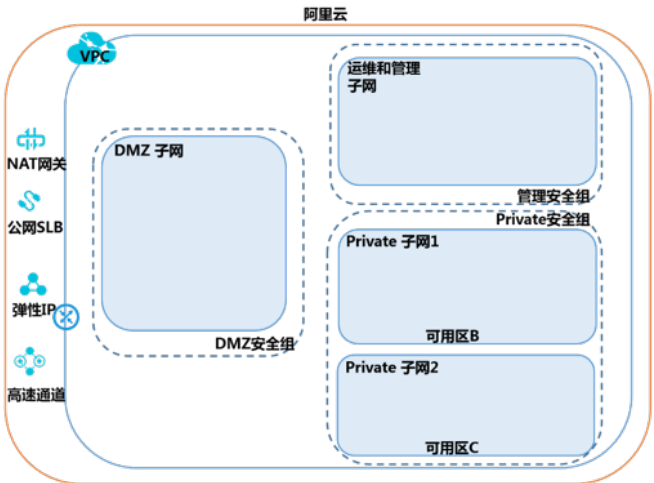 阿里云
VPC
运维和管理
子网
DMZ 子网
NAT网关
管理安全组
Private安全组
公网SLB
Private 子网1
弹性IP
可用区B
DMZ安全组
Private 子网2
高速通道
可用区C